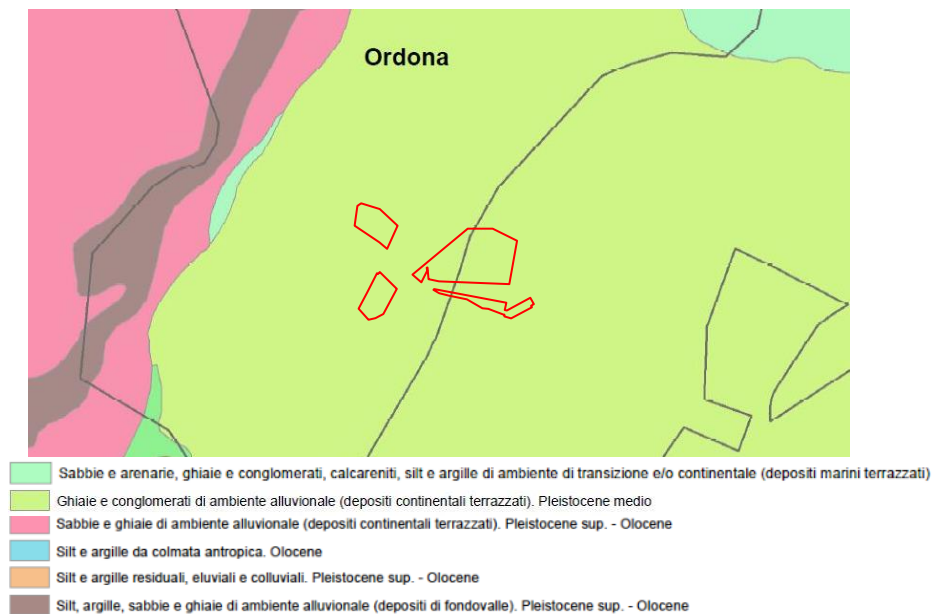 Ordona
Sabbie e arenarie, ghiaie e conglomerati, calcareniti, silt e argille di ambiente di transizione e/o continentale (depositi marini terrazzati)
Ghiaie e conglomerati di ambiente alluvionale (depositi continentali terrazzati). Pleistocene medio
Sabbie e ghiaie di ambiente alluvionale (depositi continentali terrazzati). Pleistocene sup. - Olocene
Silt e argille da colmata antropica. Olocene
Silt e argille residuali, eluviali e colluviali. Pleistocene sup. - Olocene
Silt, argille, sabbie e ghiaie di ambiente alluvionale (depositi di fondovalle). Pleistocene sup. - Olocene